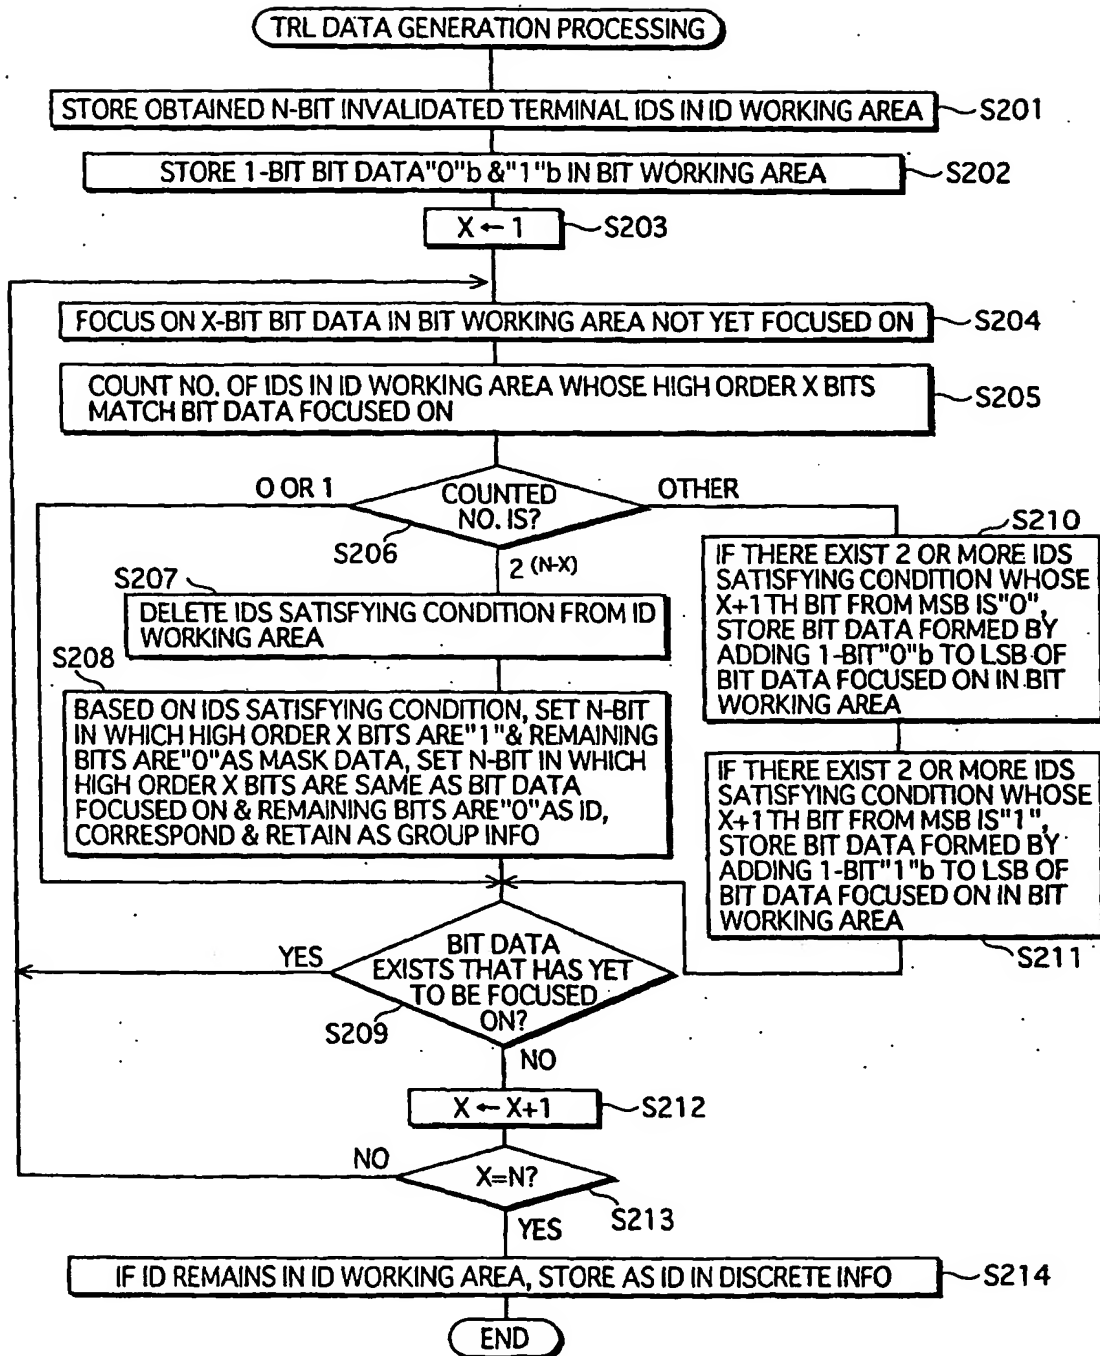 TRL DATA GENERATION PROCESSING
STORE OBTAINED N-BIT INVALIDATED TERMINAL IDS IN ID WORKING AREA
S201
STORE 1-BIT BIT DATA"0"b &"1"b IN BIT WORKING AREA
S202
X ← 1
S203
FOCUS ON X-BIT BIT DATA IN BIT WORKING AREA NOT YET FOCUSED ON
S204
COUNT NO. OF IDS IN ID WORKING AREA WHOSE HIGH ORDER X BITS
MATCH BIT DATA FOCUSED ON
S205
0 OR 1
COUNTED
NO. IS?
OTHER
S206
2 (N-X)
S207
DELETE IDS SATISFYING CONDITION FROM ID
WORKING AREA
S208
BASED ON IDS SATISFYING CONDITION, SET N-BIT
IN WHICH HIGH ORDER X BITS ARE"1"& REMAINING
BITS ARE"0"AS MASK DATA, SET N-BIT IN WHICH
HIGH ORDER X BITS ARE SAME AS BIT DATA
FOCUSED ON & REMAINING BITS ARE"0"AS ID,
CORRESPOND & RETAIN AS GROUP INFO
S210
IF THERE EXIST 2 OR MORE IDS
SATISFYING CONDITION WHOSE
X+1TH BIT FROM MSB IS"0",
STORE BIT DATA FORMED BY
ADDING 1-BIT"0"b TO LSB OF
BIT DATA FOCUSED ON IN BIT
WORKING AREA
IF THERE EXIST 2 OR MORE IDS
SATISFYING CONDITION WHOSE
X+1TH BIT FROM MSB IS"1",
STORE BIT DATA FORMED BY
ADDING 1-BIT"1"b TO LSB OF
BIT DATA FOCUSED ON IN BIT
WORKING AREA
S211
YES
BIT DATA
EXISTS THAT HAS YET
TO BE FOCUSED
ON?
S209
NO
X ← X+1
S212
NO
X=N?
S213
YES
IF ID REMAINS IN ID WORKING AREA, STORE AS ID IN DISCRETE INFO
S214
END